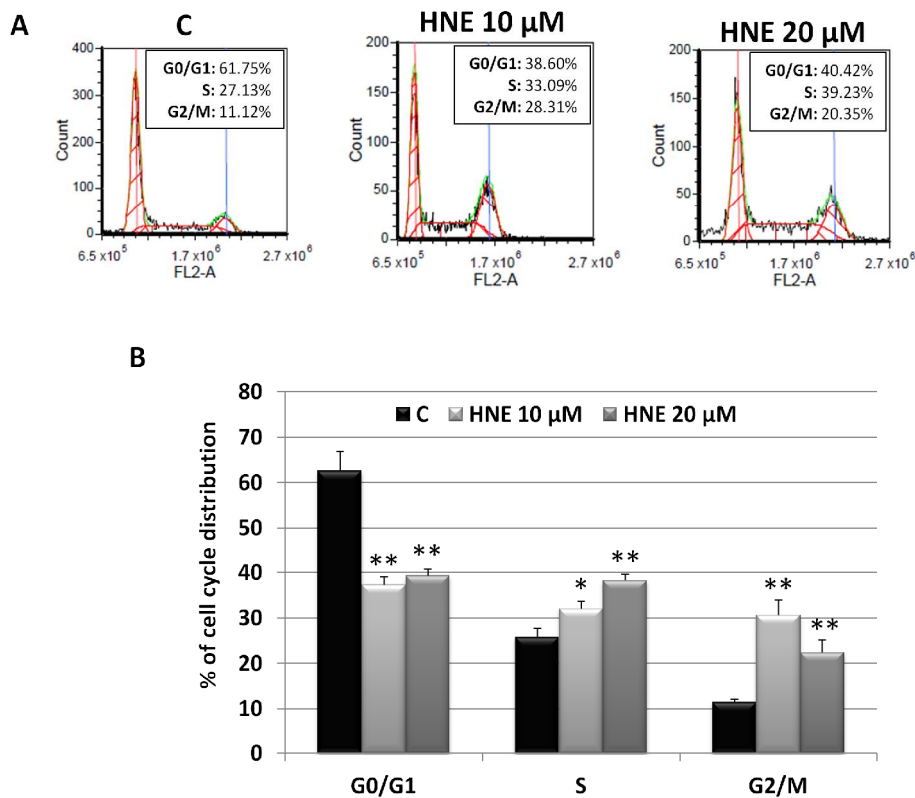 A
C
HNE 10 µM
HNE 20 µM
400
300
200
100
0
Count
G0/G1: 61.75%
S: 27.13%
G2/M: 11.12%
6.5 x10⁵
1.7 x10⁶
2.7 x10⁶
FL2-A
200
150
100
50
0
Count
G0/G1: 38.60%
S: 33.09%
G2/M: 28.31%
6.5 x10⁵
1.7 x10⁶
2.7 x10⁶
FL2-A
200
150
100
50
0
Count
G0/G1: 40.42%
S: 39.23%
G2/M: 20.35%
6.5 x10⁵
1.7 x10⁶
2.7 x10⁶
FL2-A
B
% of cell cycle distribution
80
70
60
50
40
30
20
10
0
C HNE 10 µM HNE 20 µM
** **
* **
** **
G0/G1 S G2/M